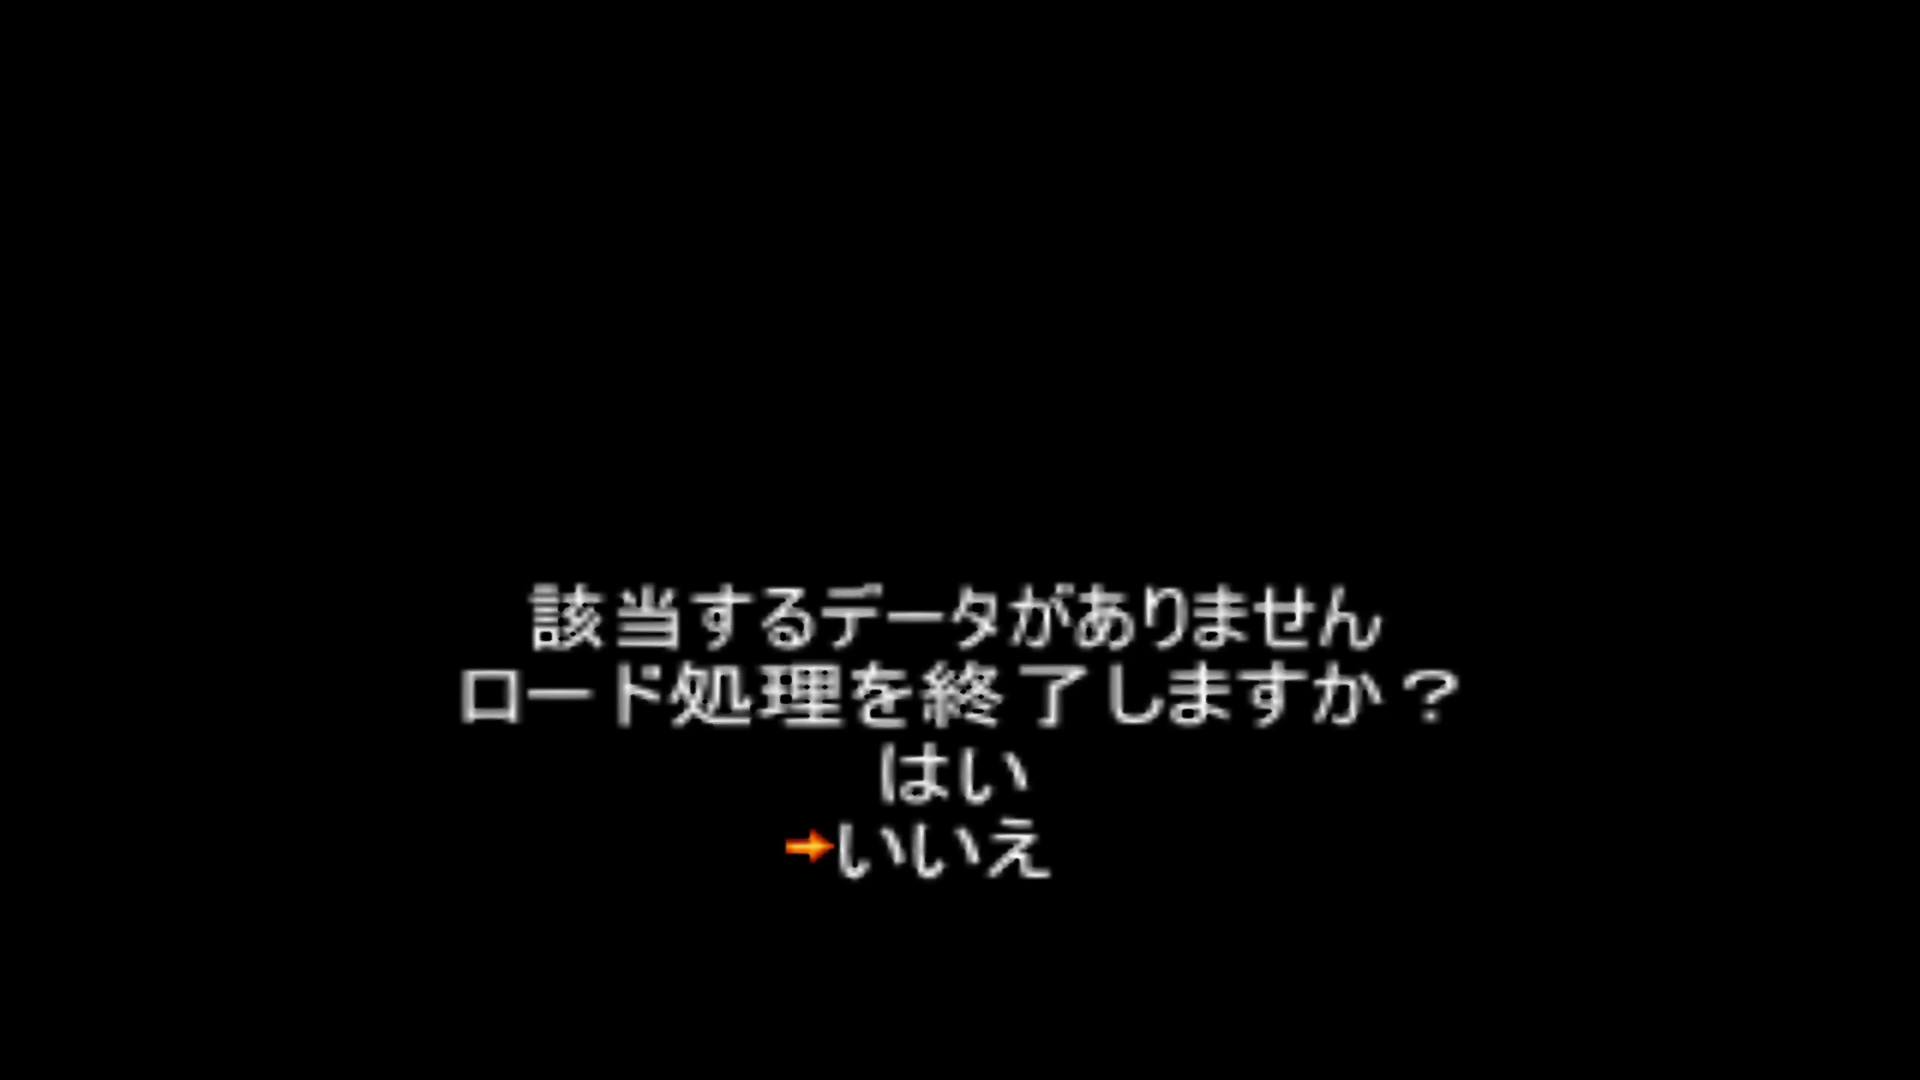 該当するデータがありません
ロード処理を終了しますか？
はい
いいえ